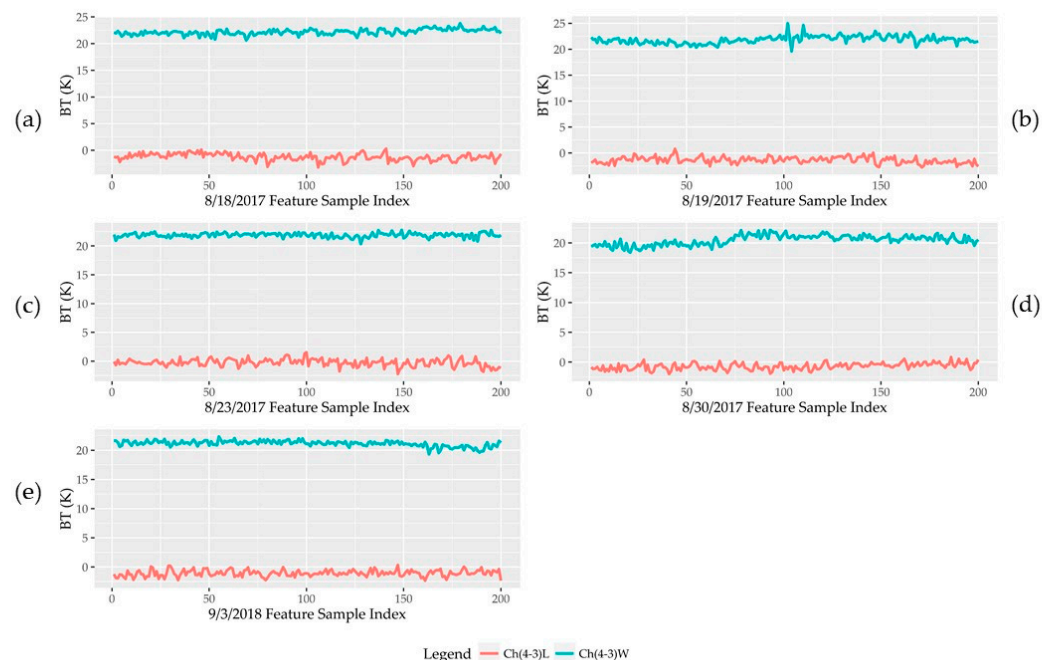 25
20
15
10
5
0
BT (K)
0 50 100 150 200
8/18/2017 Feature Sample Index
(a)
25
20
15
10
5
0
BT (K)
0 50 100 150 200
8/19/2017 Feature Sample Index
(b)
20
15
10
5
0
BT (K)
0 50 100 150 200
8/23/2017 Feature Sample Index
(c)
20
15
10
5
0
BT (K)
0 50 100 150 200
8/30/2017 Feature Sample Index
(d)
20
15
10
5
0
BT (K)
0 50 100 150 200
9/3/2018 Feature Sample Index
(e)
Legend Ch(4-3)L Ch(4-3)W